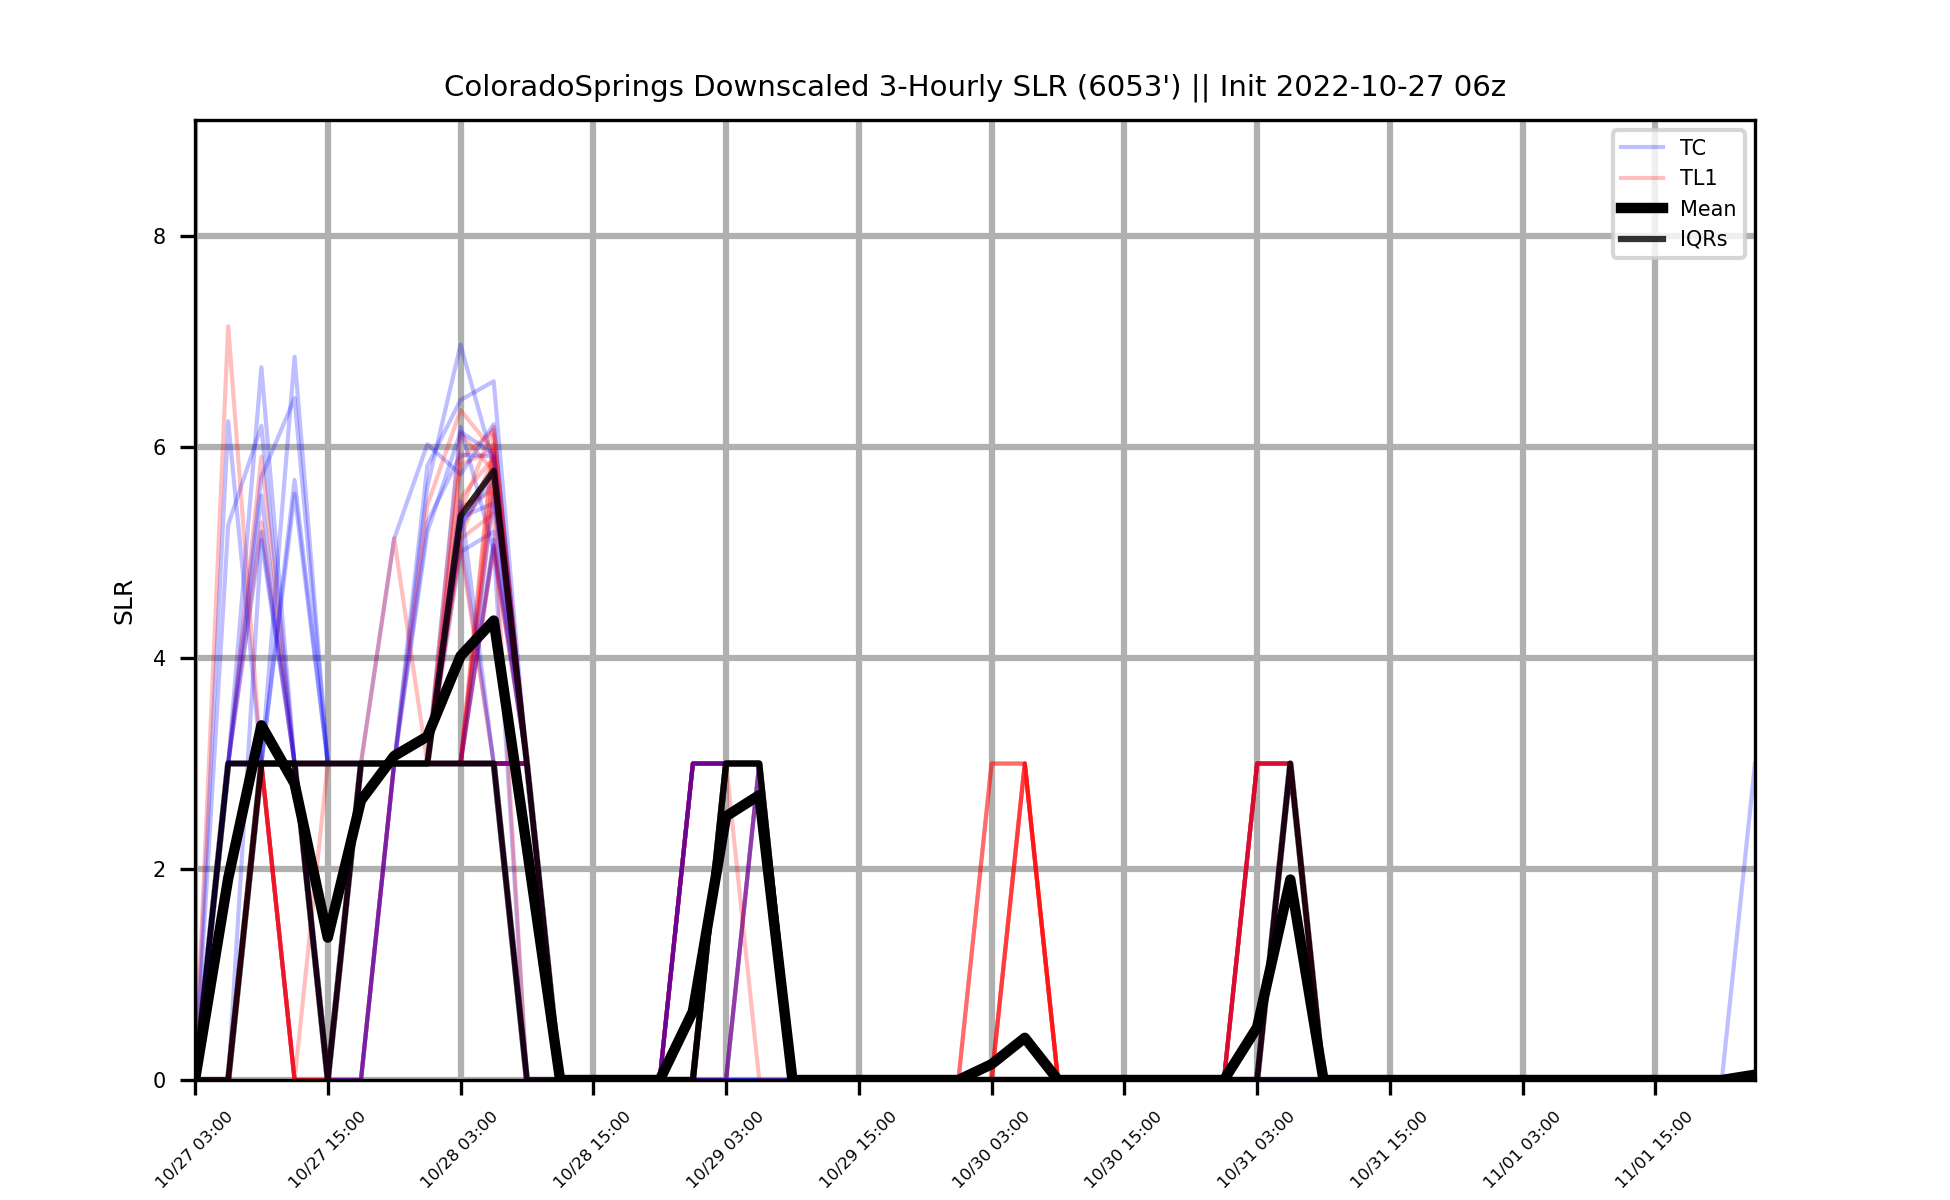 ColoradoSprings Downscaled 3-Hourly SLR (6053') || Init 2022-10-27 06z
TC
TL1
Mean
IQRs
8
6
4
2
0
SLR
10/27 03:00
10/27 15:00
10/28 03:00
10/28 15:00
10/29 03:00
10/29 15:00
10/30 03:00
10/30 15:00
10/31 03:00
10/31 15:00
11/01 03:00
11/01 15:00